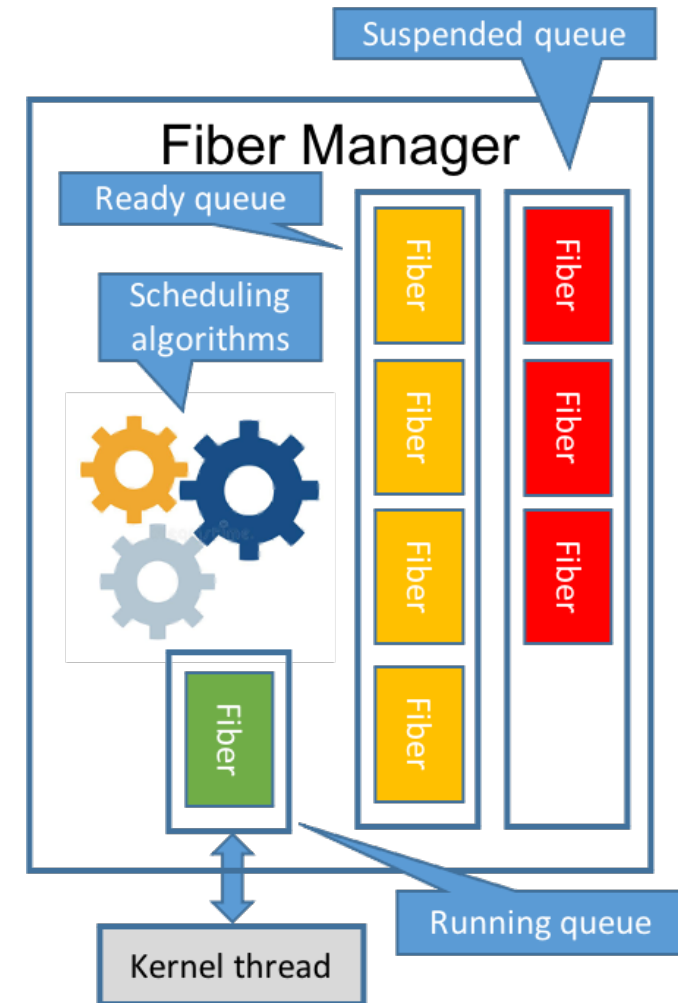 Suspended queue
Fiber Manager
Ready queue
Scheduling
algorithms
Fiber
Fiber
Fiber
Fiber
Fiber
Fiber
Fiber
Fiber
Running queue
Kernel thread